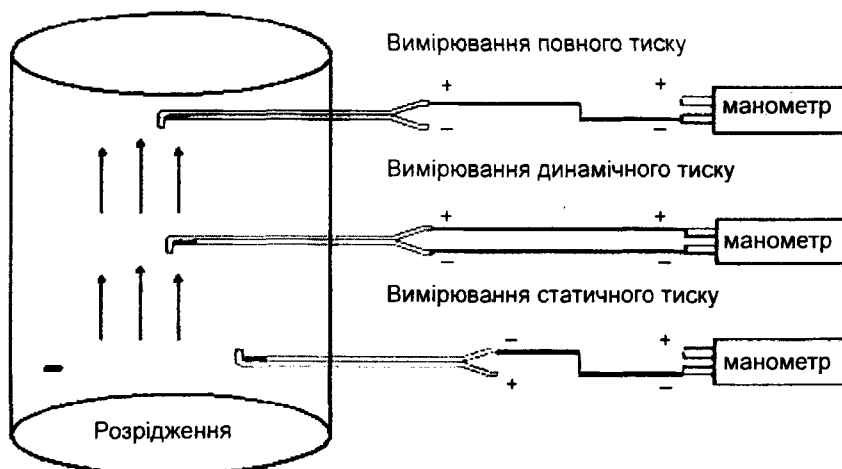 Вимірювання повного тиску
+ +
манометр
– –
Вимірювання динамічного тиску
+ +
манометр
– –
Вимірювання статичного тиску
– +
манометр
+ –
–
Розрідження